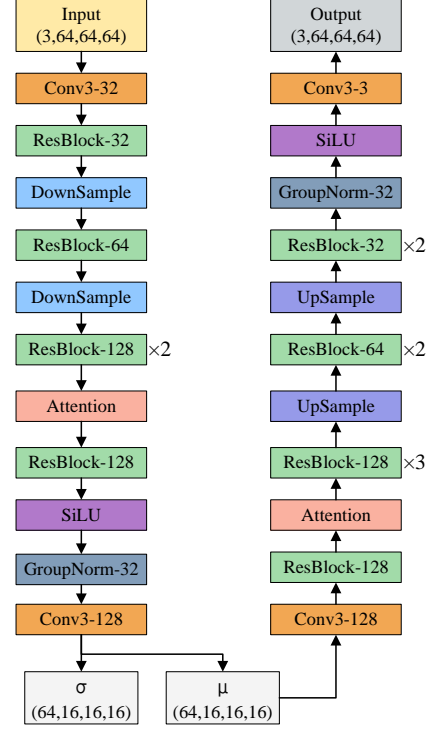 Input
(3,64,64,64)
Conv3-32
ResBlock-32
DownSample
ResBlock-64
DownSample
ResBlock-128 ×2
Attention
ResBlock-128
SiLU
GroupNorm-32
Conv3-128
σ
(64,16,16,16)
μ
(64,16,16,16)
Output
(3,64,64,64)
Conv3-3
SiLU
GroupNorm-32
ResBlock-32 ×2
UpSample
ResBlock-64 ×2
UpSample
ResBlock-128 ×3
Attention
ResBlock-128
Conv3-128